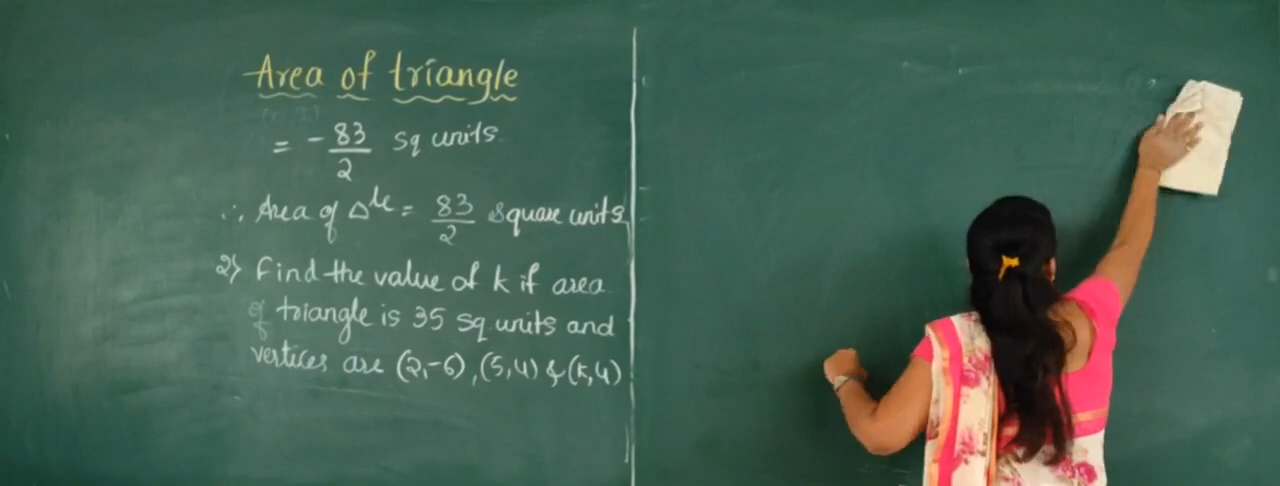 Area of triangle
= - 83/2 sq units
∴ Area of Δle = 83/2 square units
2) Find the value of k if area
of triangle is 35 sq units and
vertices are (2,-6), (5,4) & (k,4)